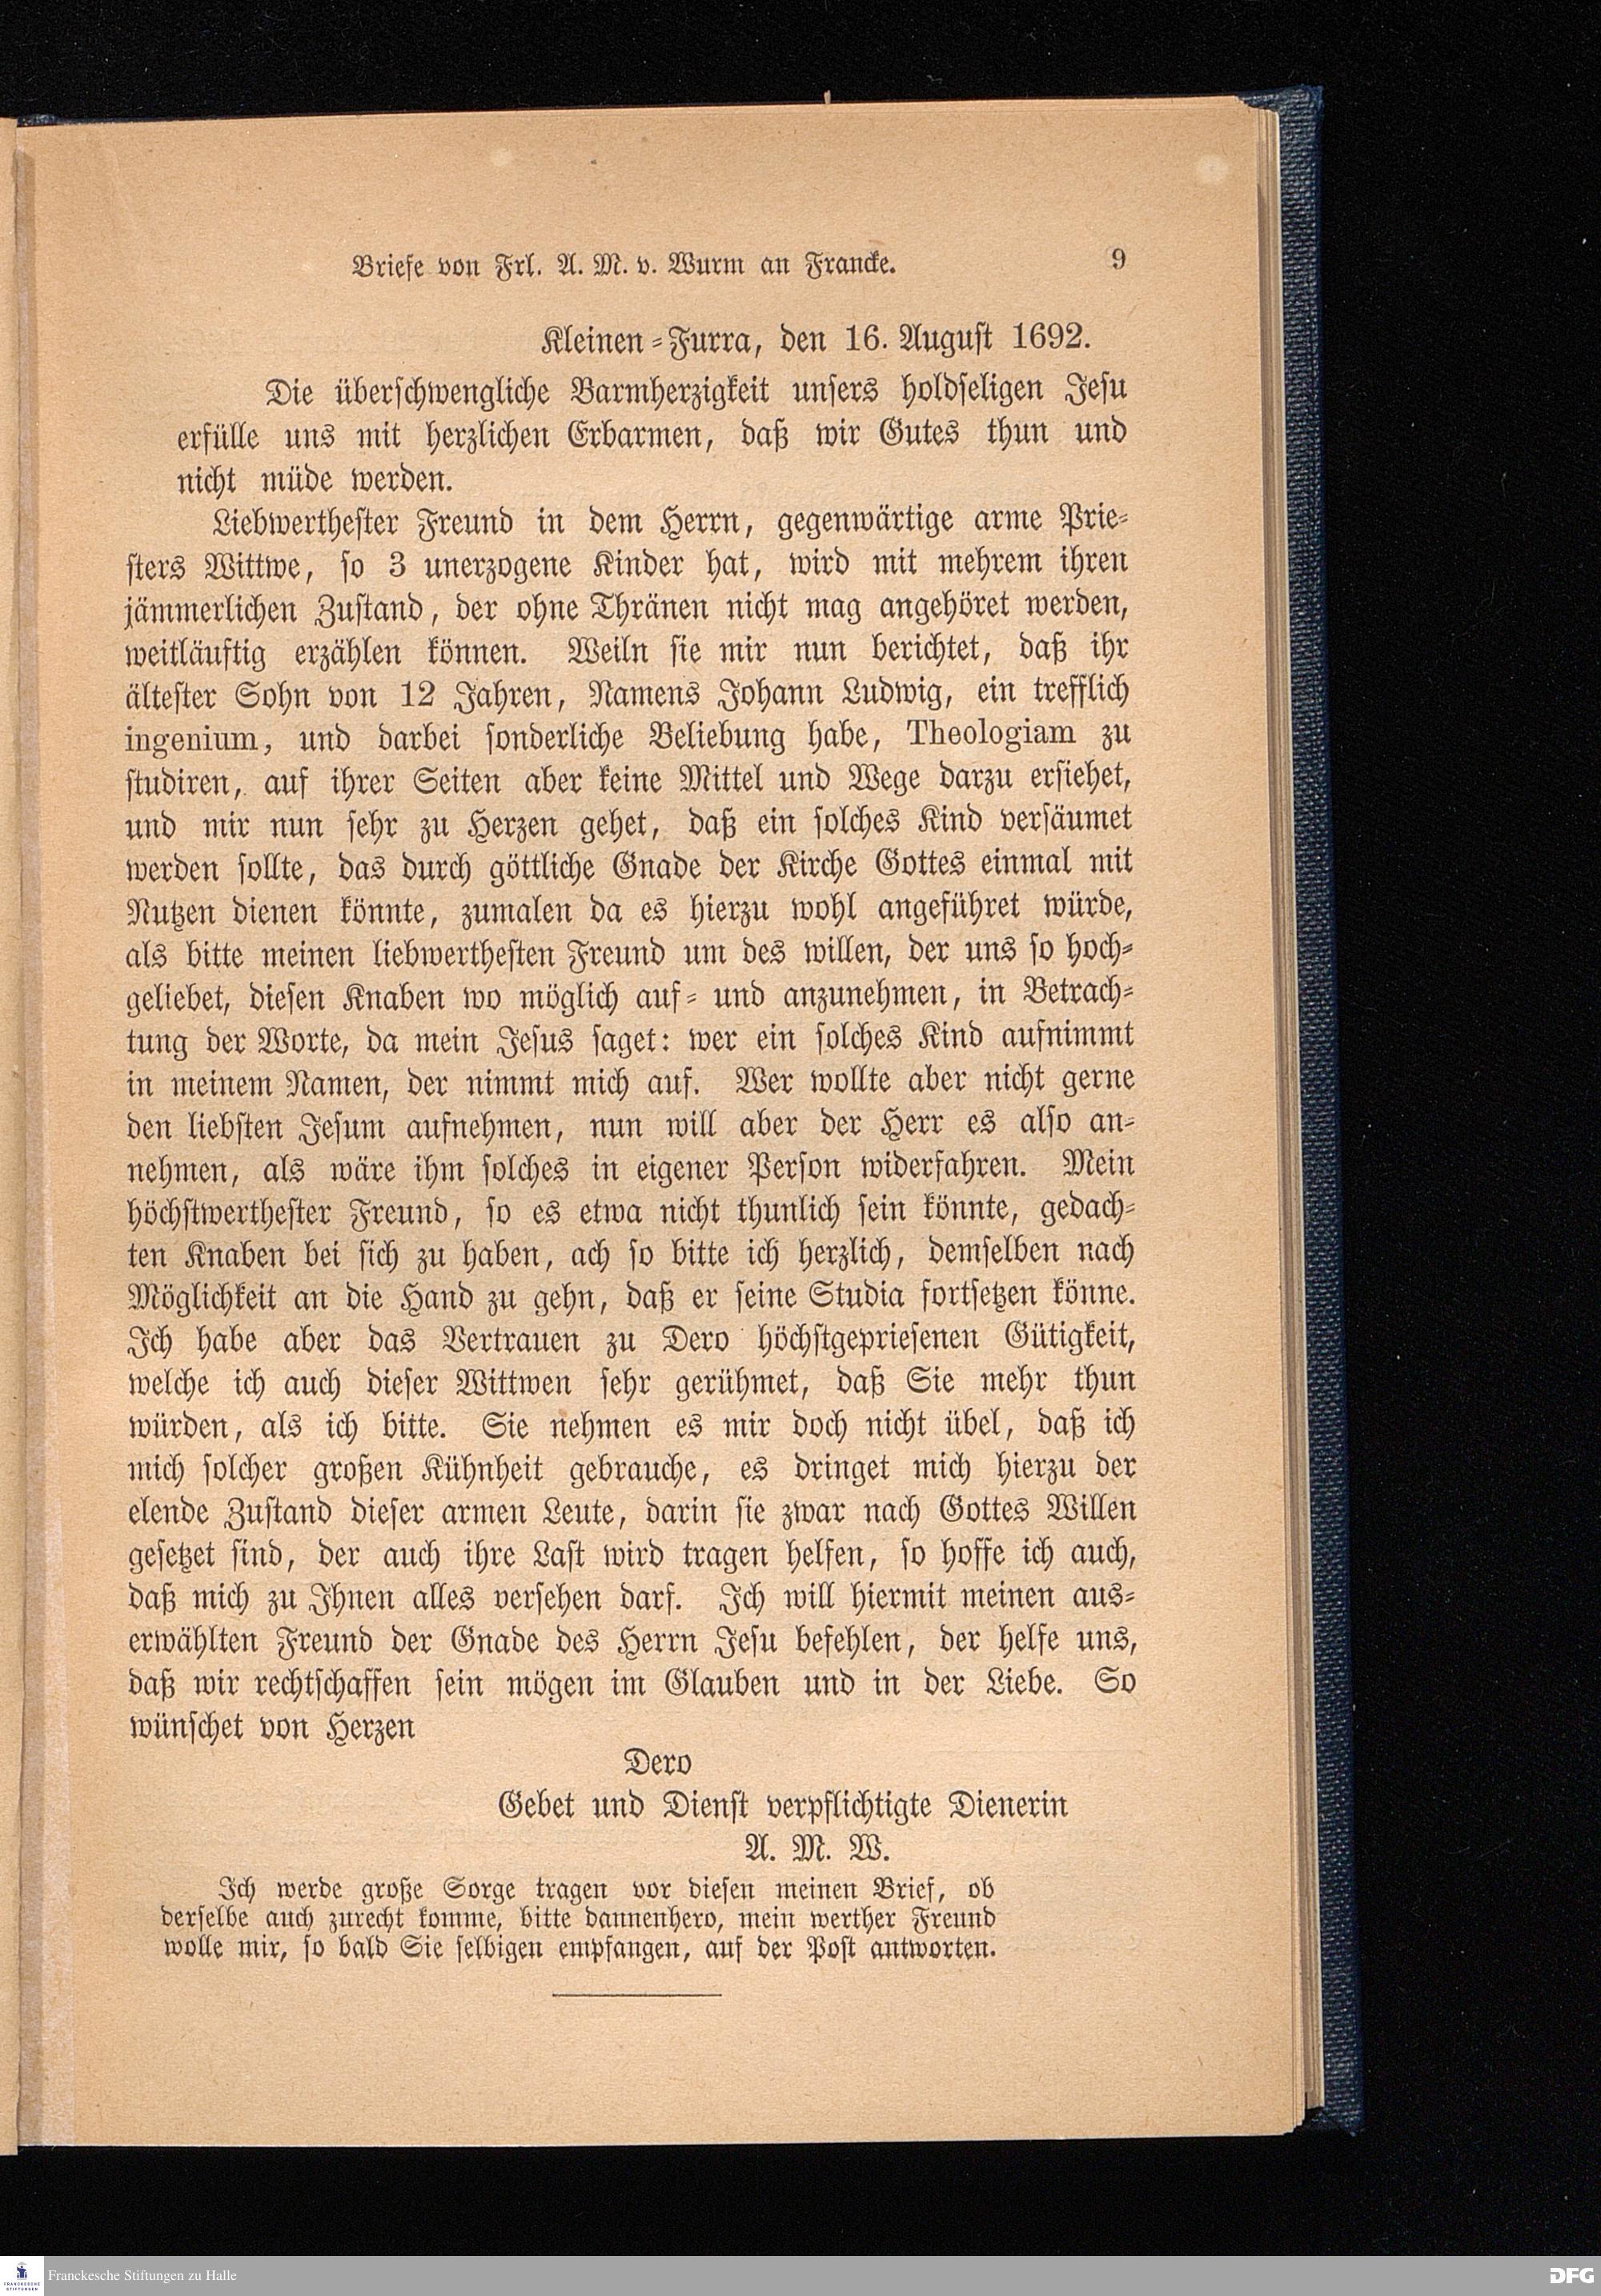 Briefe von Frl. A. M. v. Wurm an Francke. 9
Kleinen-Furra, den 16. August 1692.
Die überschwengliche Barmherzigkeit unsers holdseligen Jesu
erfülle uns mit herzlichen Erbarmen, daß wir Gutes thun und
nicht müde werden.
Liebwerthester Freund in dem Herrn, gegenwärtige arme Prie-
sters Wittwe, so 3 unerzogene Kinder hat, wird mit mehrem ihren
jämmerlichen Zustand, der ohne Thränen nicht mag angehöret werden,
weitläuftig erzählen können. Weiln sie mir nun berichtet, daß ihr
ältester Sohn von 12 Jahren, Namens Johann Ludwig, ein trefflich
ingenium, und darbei sonderliche Beliebung habe, Theologiam zu
studiren, auf ihrer Seiten aber keine Mittel und Wege darzu ersiehet,
und mir nun sehr zu Herzen gehet, daß ein solches Kind versäumet
werden sollte, das durch göttliche Gnade der Kirche Gottes einmal mit
Nutzen dienen könnte, zumalen da es hierzu wohl angeführet würde,
als bitte meinen liebwerthesten Freund um des willen, der uns so hoch-
geliebet, diesen Knaben wo möglich auf- und anzunehmen, in Betrach-
tung der Worte, da mein Jesus saget: wer ein solches Kind aufnimmt
in meinem Namen, der nimmt mich auf. Wer wollte aber nicht gerne
den liebsten Jesum aufnehmen, nun will aber der Herr es also an-
nehmen, als wäre ihm solches in eigener Person widerfahren. Mein
höchstwerthester Freund, so es etwa nicht thunlich sein könnte, gedach-
ten Knaben bei sich zu haben, ach so bitte ich herzlich, demselben nach
Möglichkeit an die Hand zu gehn, daß er seine Studia fortsetzen könne.
Ich habe aber das Vertrauen zu Dero höchstgepriesenen Gütigkeit,
welche ich auch dieser Wittwen sehr gerühmet, daß Sie mehr thun
würden, als ich bitte. Sie nehmen es mir doch nicht übel, daß ich
mich solcher großen Kühnheit gebrauche, es dringet mich hierzu der
elende Zustand dieser armen Leute, darin sie zwar nach Gottes Willen
gesetzet sind, der auch ihre Last wird tragen helfen, so hoffe ich auch,
daß mich zu Ihnen alles versehen darf. Ich will hiermit meinen aus-
erwählten Freund der Gnade des Herrn Jesu befehlen, der helfe uns,
daß wir rechtschaffen sein mögen im Glauben und in der Liebe. So
wünschet von Herzen
Dero
Gebet und Dienst verpflichtigte Dienerin
A. M. W.
Ich werde große Sorge tragen vor diesen meinen Brief, ob
derselbe auch zurecht komme, bitte dannenhero, mein werther Freund
wolle mir, so bald Sie selbigen empfangen, auf der Post antworten.
FRANCKESCHE
STIFTUNGEN
Franckesche Stiftungen zu Halle
DFG